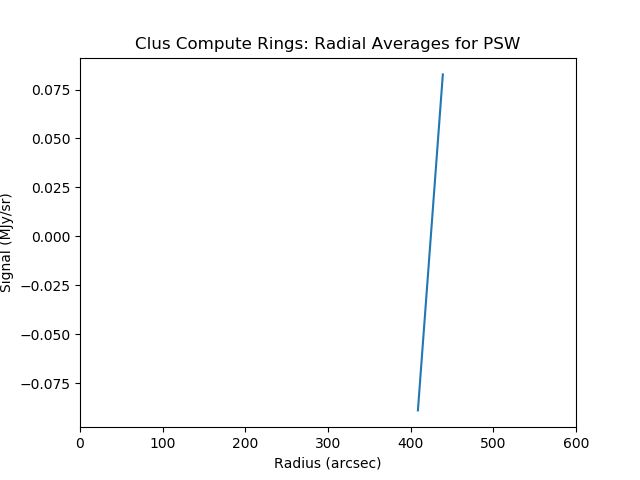 Clus Compute Rings: Radial Averages for PSW
0.075
0.050
0.025
0.000
−0.025
−0.050
−0.075
Signal (MJy/sr)
0 100 200 300 400 500 600
Radius (arcsec)